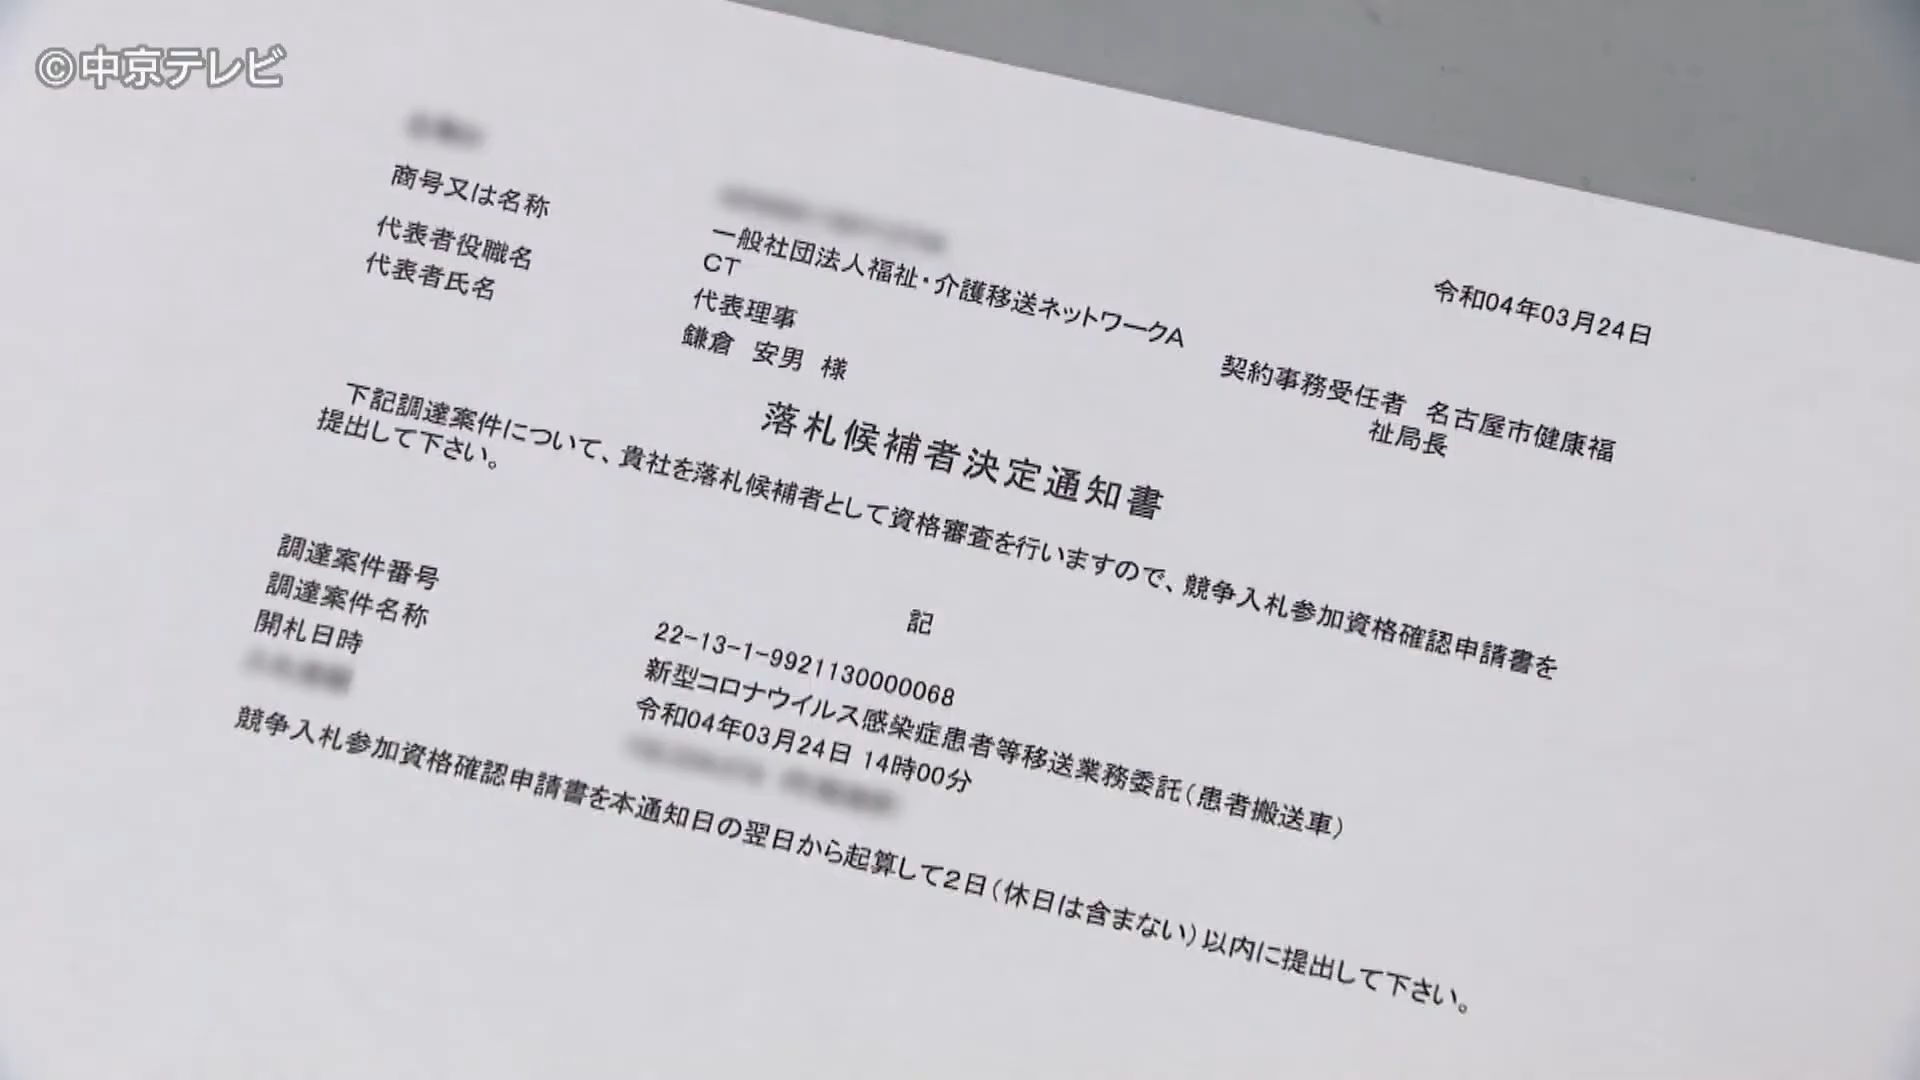 ©中京テレビ
令和04年03月24日
商号又は名称 一般社団法人福祉・介護移送ネットワークA
CT
代表者役職名 代表理事
代表者氏名 鎌倉 安男 様
契約事務受任者 名古屋市健康福
祉局長
落札候補者決定通知書
下記調達案件について、貴社を落札候補者として資格審査を行いますので、競争入札参加資格確認申請書を
提出して下さい。
記
調達案件番号 22-13-1-9921130000068
調達案件名称 新型コロナウイルス感染症患者等移送業務委託（患者搬送車）
開札日時 令和04年03月24日 14時00分
競争入札参加資格確認申請書を本通知日の翌日から起算して2日（休日は含まない）以内に提出して下さい。